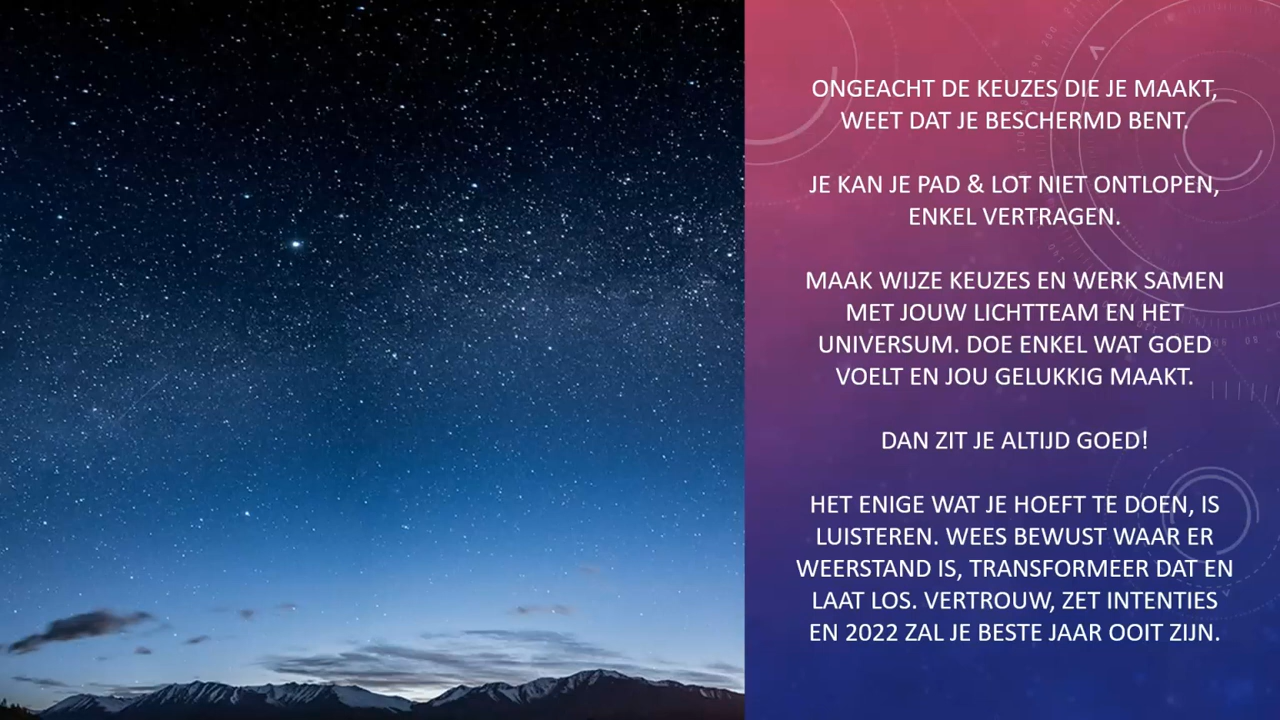 ONGEACHT DE KEUZES DIE JE MAAKT,
WEET DAT JE BESCHERMD BENT.
JE KAN JE PAD & LOT NIET ONTLOPEN,
ENKEL VERTRAGEN.
MAAK WIJZE KEUZES EN WERK SAMEN
MET JOUW LICHTTEAM EN HET
UNIVERSUM. DOE ENKEL WAT GOED
VOELT EN JOU GELUKKIG MAAKT.
DAN ZIT JE ALTIJD GOED!
HET ENIGE WAT JE HOEFT TE DOEN, IS
LUISTEREN. WEES BEWUST WAAR ER
WEERSTAND IS, TRANSFORMEER DAT EN
LAAT LOS. VERTROUW, ZET INTENTIES
EN 2022 ZAL JE BESTE JAAR OOIT ZIJN.